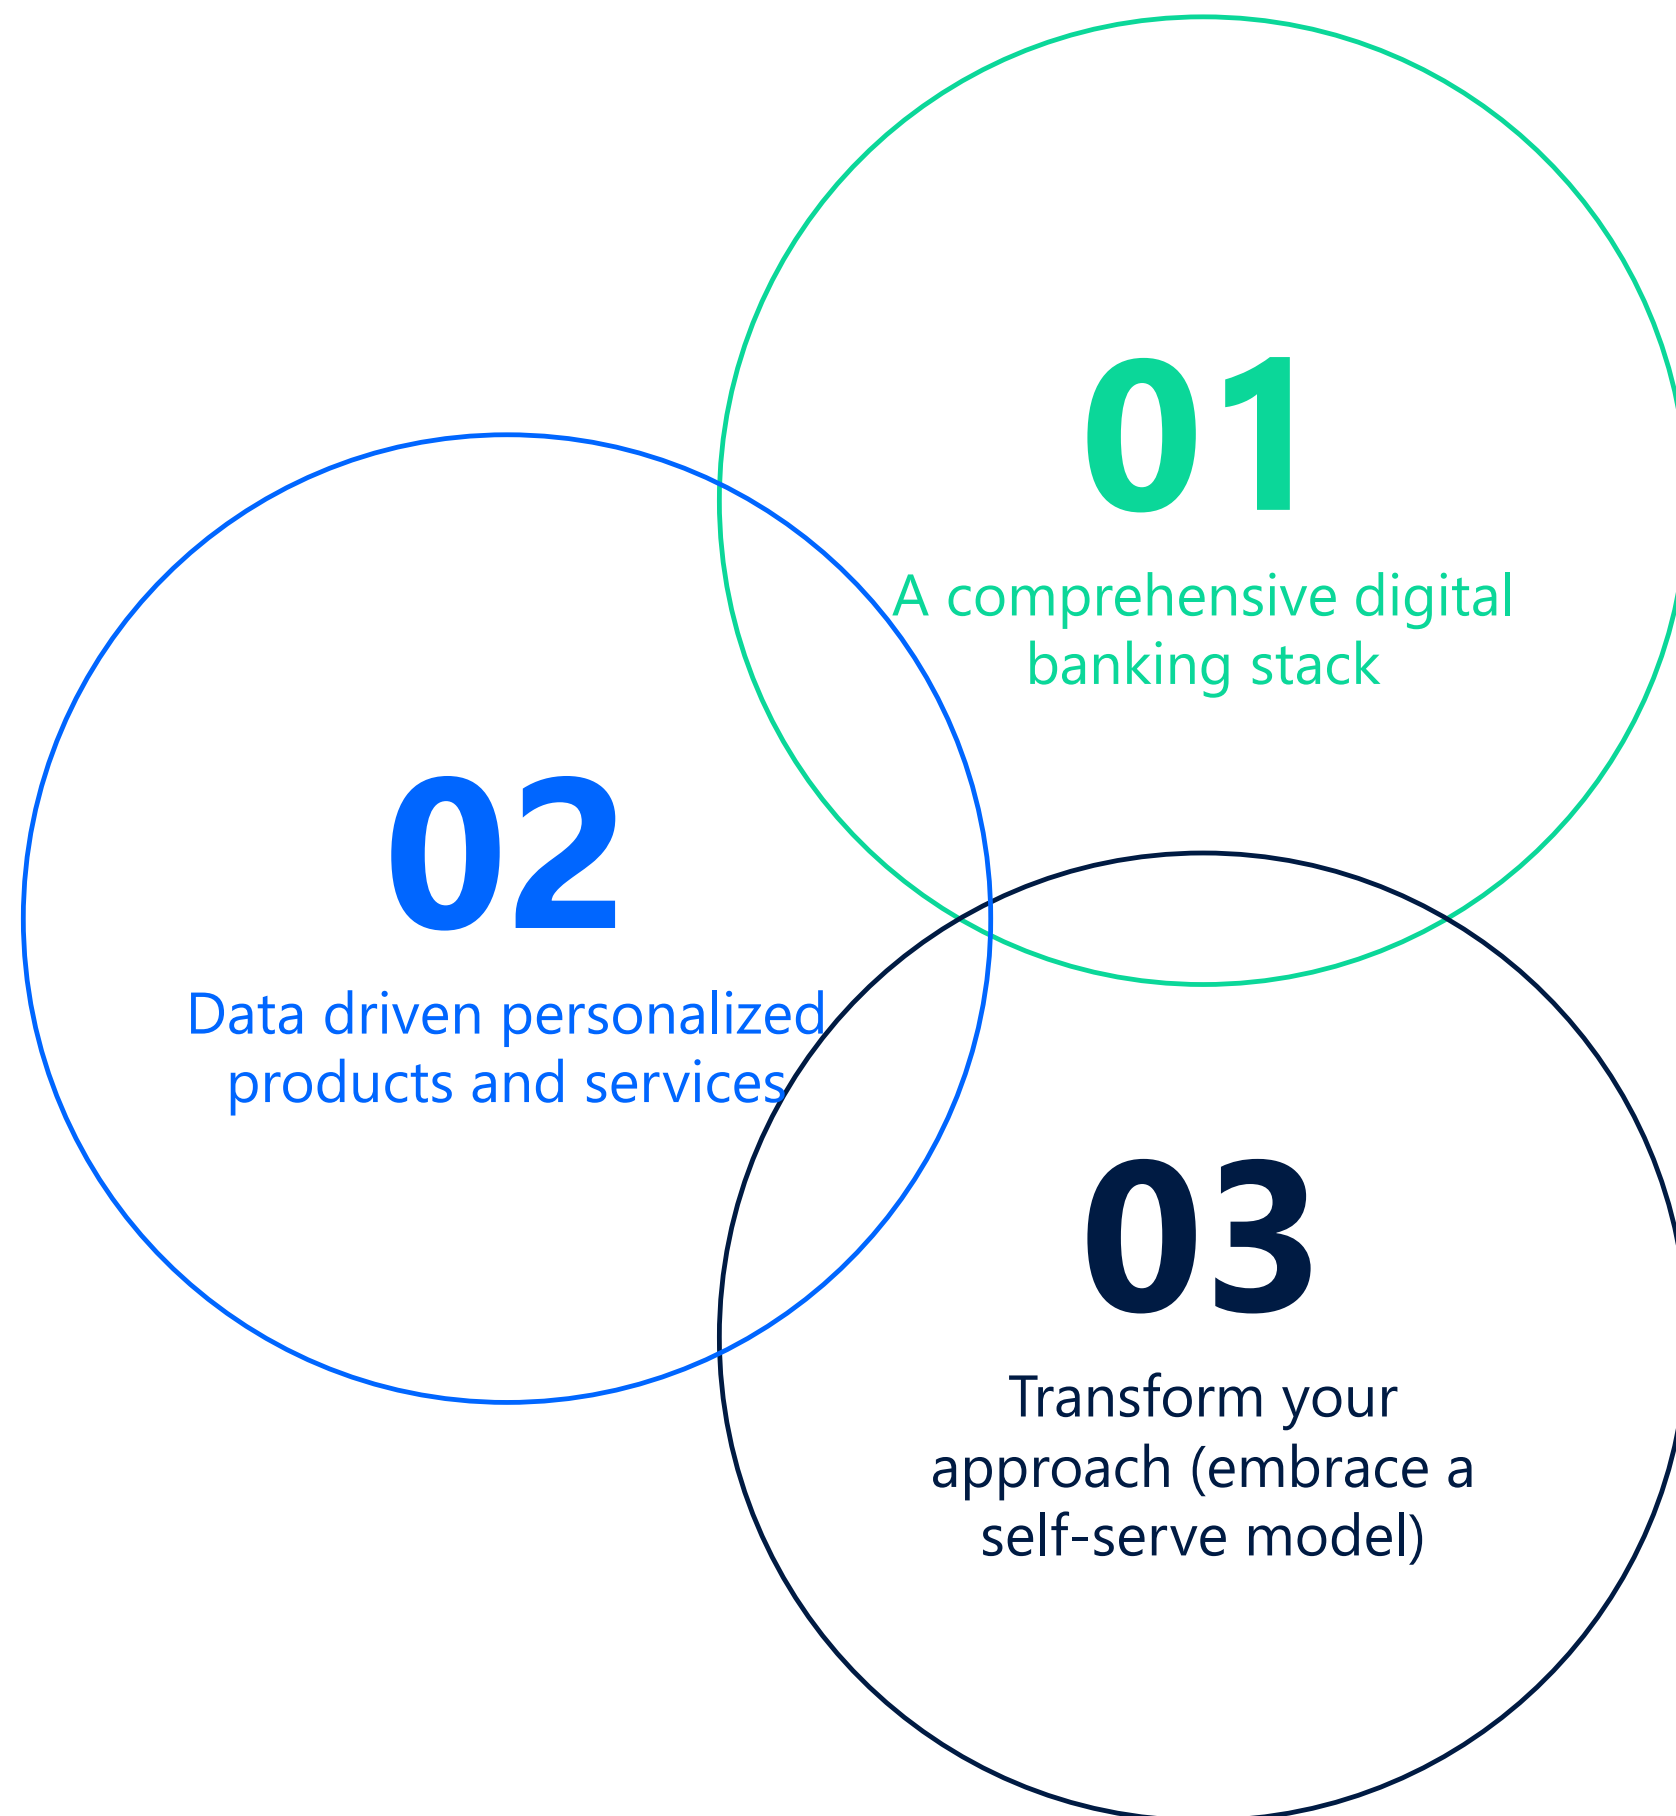 01
A comprehensive digital
banking stack
02
Data driven personalized
products and services
03
Transform your
approach (embrace a
self-serve model)